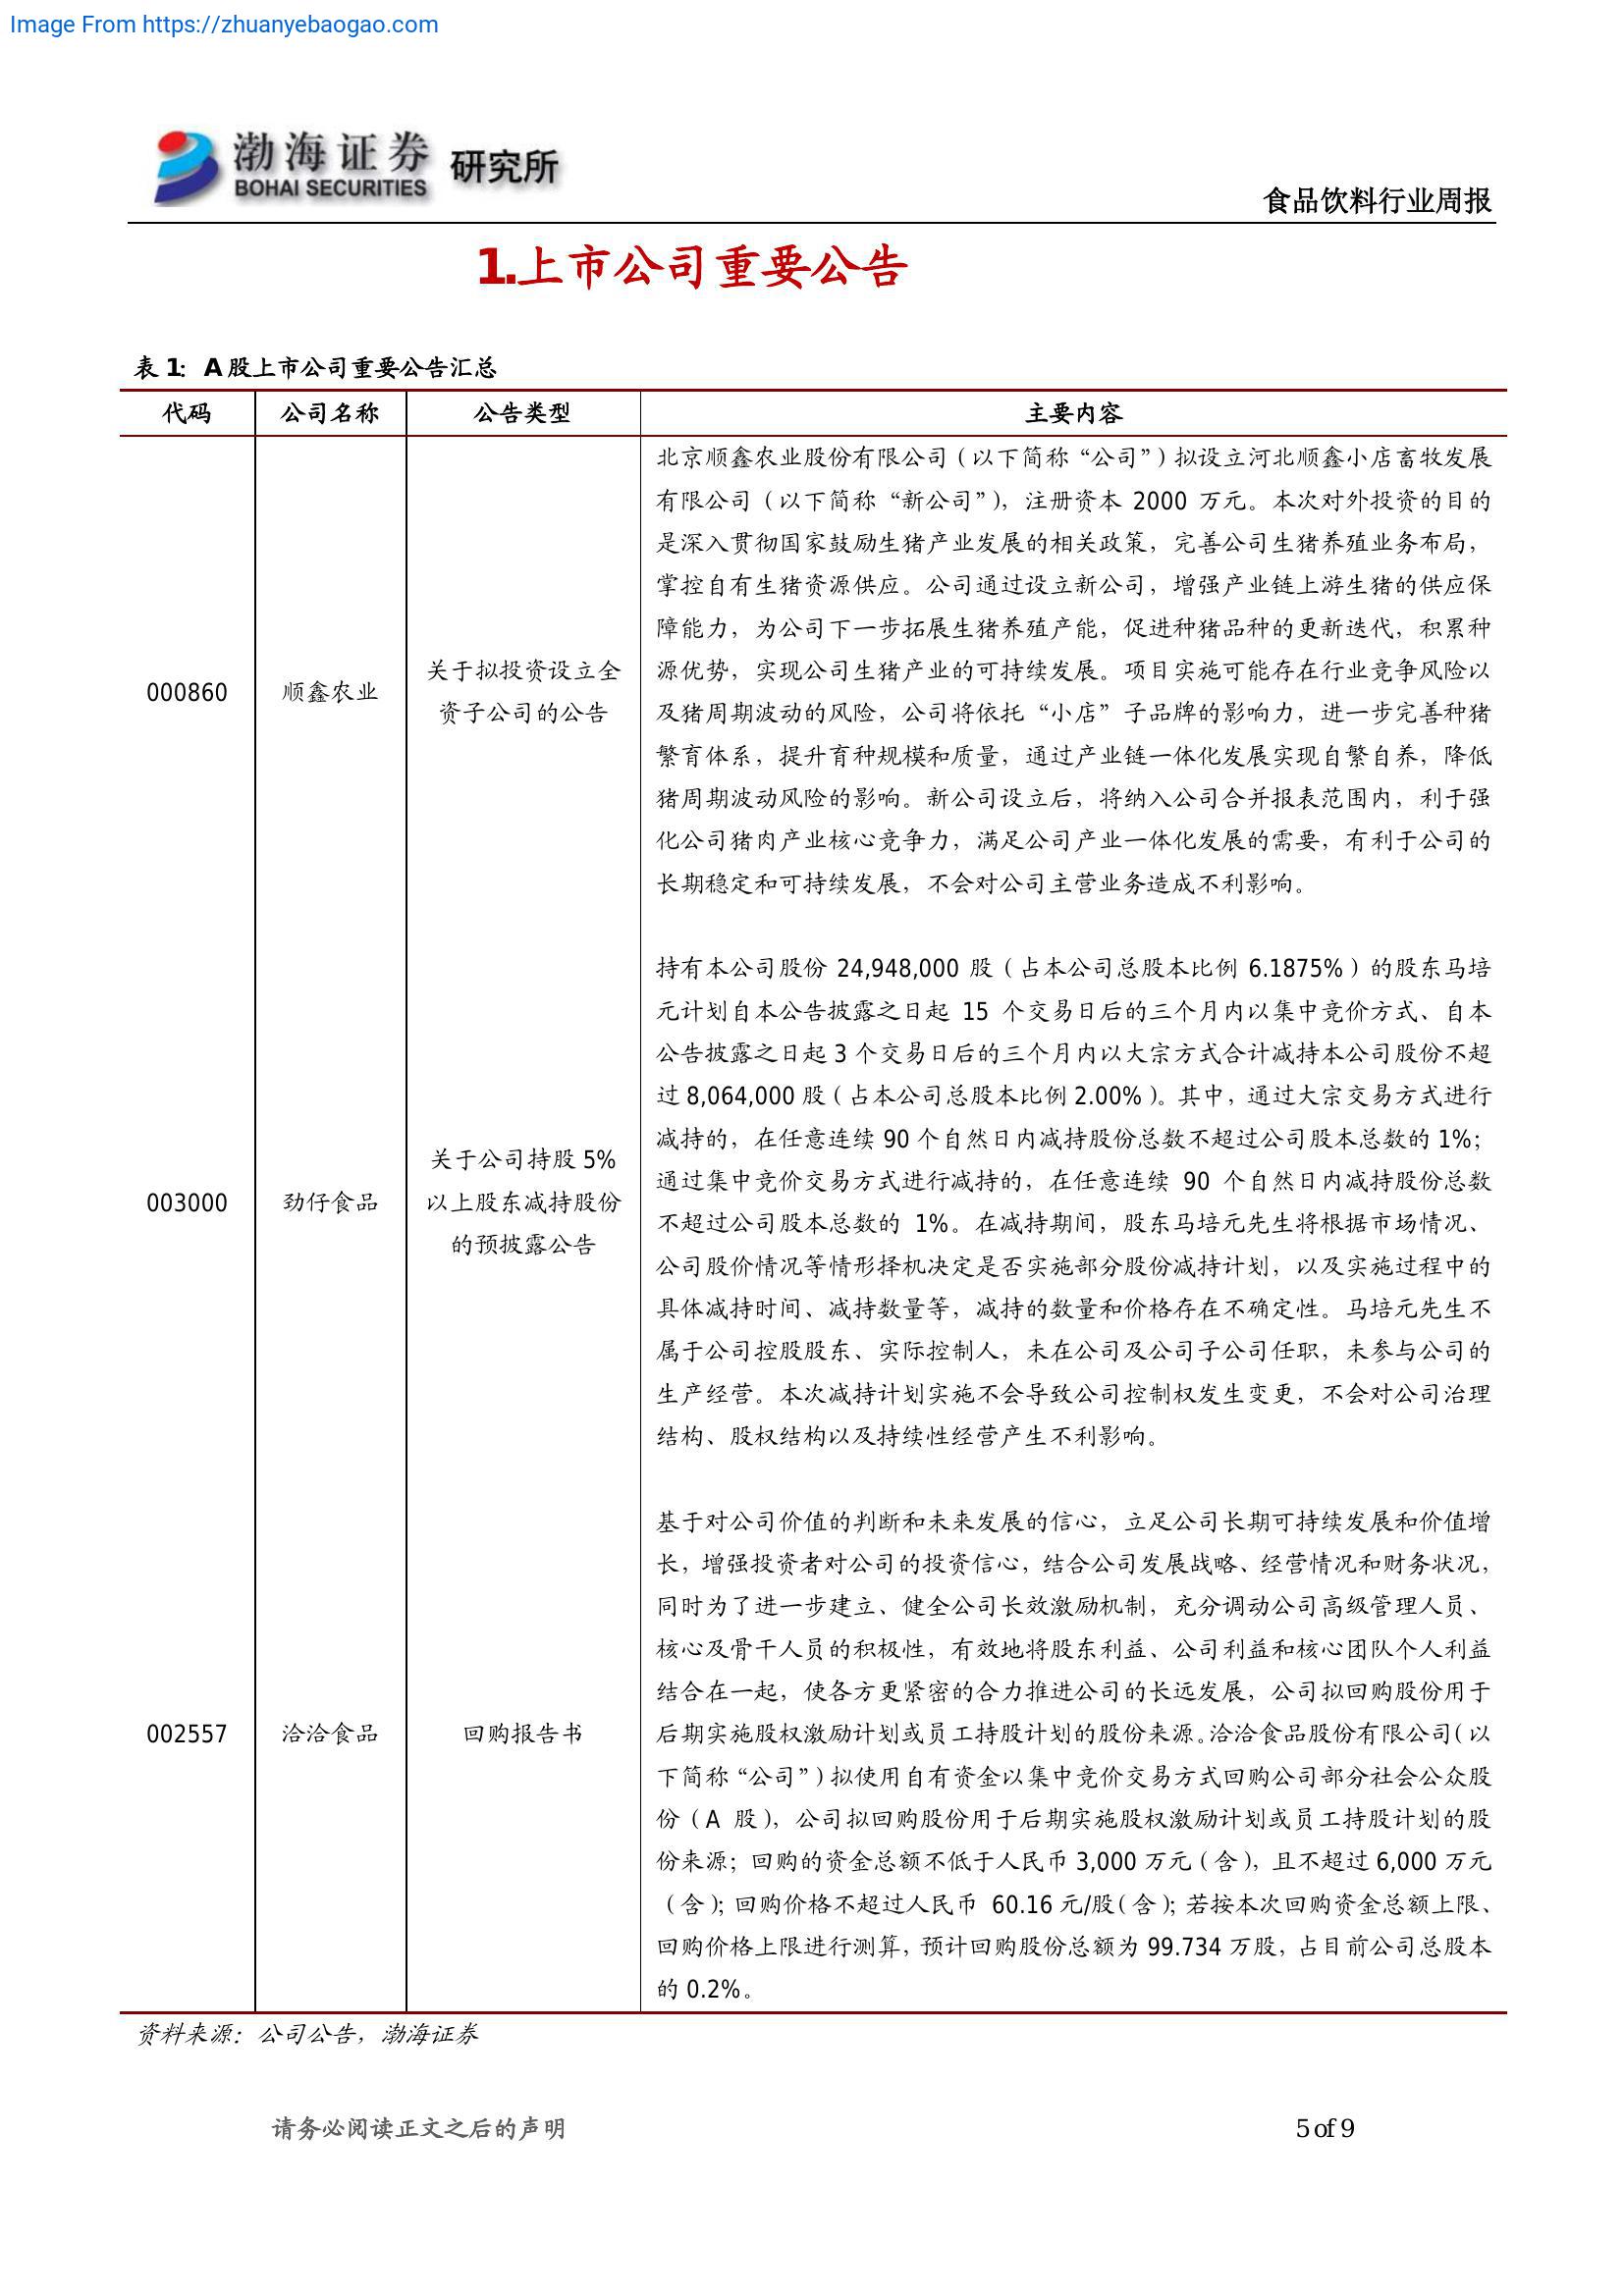 Image From https://zhuanyebaogao.com
渤海证券 研究所
BOHAI SECURITIES
食品饮料行业周报
1.上市公司重要公告
表 1: A 股上市公司重要公告汇总
代码 公司名称 公告类型 主要内容
000860 顺鑫农业
关于拟投资设立全
资子公司的公告
北京顺鑫农业股份有限公司（以下简称“公司”）拟设立河北顺鑫小店畜牧发展
有限公司（以下简称“新公司”），注册资本 2000 万元。本次对外投资的目的
是深入贯彻国家鼓励生猪产业发展的相关政策，完善公司生猪养殖业务布局，
掌控自有生猪资源供应。公司通过设立新公司，增强产业链上游生猪的供应保
障能力，为公司下一步拓展生猪养殖产能，促进种猪品种的更新迭代，积累种
源优势，实现公司生猪产业的可持续发展。项目实施可能存在行业竞争风险以
及猪周期波动的风险，公司将依托“小店”子品牌的影响力，进一步完善种猪
繁育体系，提升育种规模和质量，通过产业链一体化发展实现自繁自养，降低
猪周期波动风险的影响。新公司设立后，将纳入公司合并报表范围内，利于强
化公司猪肉产业核心竞争力，满足公司产业一体化发展的需要，有利于公司的
长期稳定和可持续发展，不会对公司主营业务造成不利影响。
003000 劲仔食品
关于公司持股 5%
以上股东减持股份
的预披露公告
持有本公司股份 24,948,000 股（占本公司总股本比例 6.1875%）的股东马培
元计划自本公告披露之日起 15 个交易日后的三个月内以集中竞价方式、自本
公告披露之日起 3 个交易日后的三个月内以大宗方式合计减持本公司股份不超
过 8,064,000 股（占本公司总股本比例 2.00%）。其中，通过大宗交易方式进行
减持的，在任意连续 90 个自然日内减持股份总数不超过公司股本总数的 1%；
通过集中竞价交易方式进行减持的，在任意连续 90 个自然日内减持股份总数
不超过公司股本总数的 1%。在减持期间，股东马培元先生将根据市场情况、
公司股价情况等情形择机决定是否实施部分股份减持计划，以及实施过程中的
具体减持时间、减持数量等，减持的数量和价格存在不确定性。马培元先生不
属于公司控股股东、实际控制人，未在公司及公司子公司任职，未参与公司的
生产经营。本次减持计划实施不会导致公司控制权发生变更，不会对公司治理
结构、股权结构以及持续性经营产生不利影响。
002557 洽洽食品 回购报告书
基于对公司价值的判断和未来发展的信心，立足公司长期可持续发展和价值增
长，增强投资者对公司的投资信心，结合公司发展战略、经营情况和财务状况，
同时为了进一步建立、健全公司长效激励机制，充分调动公司高级管理人员、
核心及骨干人员的积极性，有效地将股东利益、公司利益和核心团队个人利益
结合在一起，使各方更紧密的合力推进公司的长远发展，公司拟回购股份用于
后期实施股权激励计划或员工持股计划的股份来源。洽洽食品股份有限公司（以
下简称“公司”）拟使用自有资金以集中竞价交易方式回购公司部分社会公众股
份（A 股），公司拟回购股份用于后期实施股权激励计划或员工持股计划的股
份来源；回购的资金总额不低于人民币 3,000 万元（含），且不超过 6,000 万元
（含）；回购价格不超过人民币 60.16 元/股（含）；若按本次回购资金总额上限、
回购价格上限进行测算，预计回购股份总额为 99.734 万股，占目前公司总股本
的 0.2%。
资料来源：公司公告，渤海证券
请务必阅读正文之后的声明 5 of 9